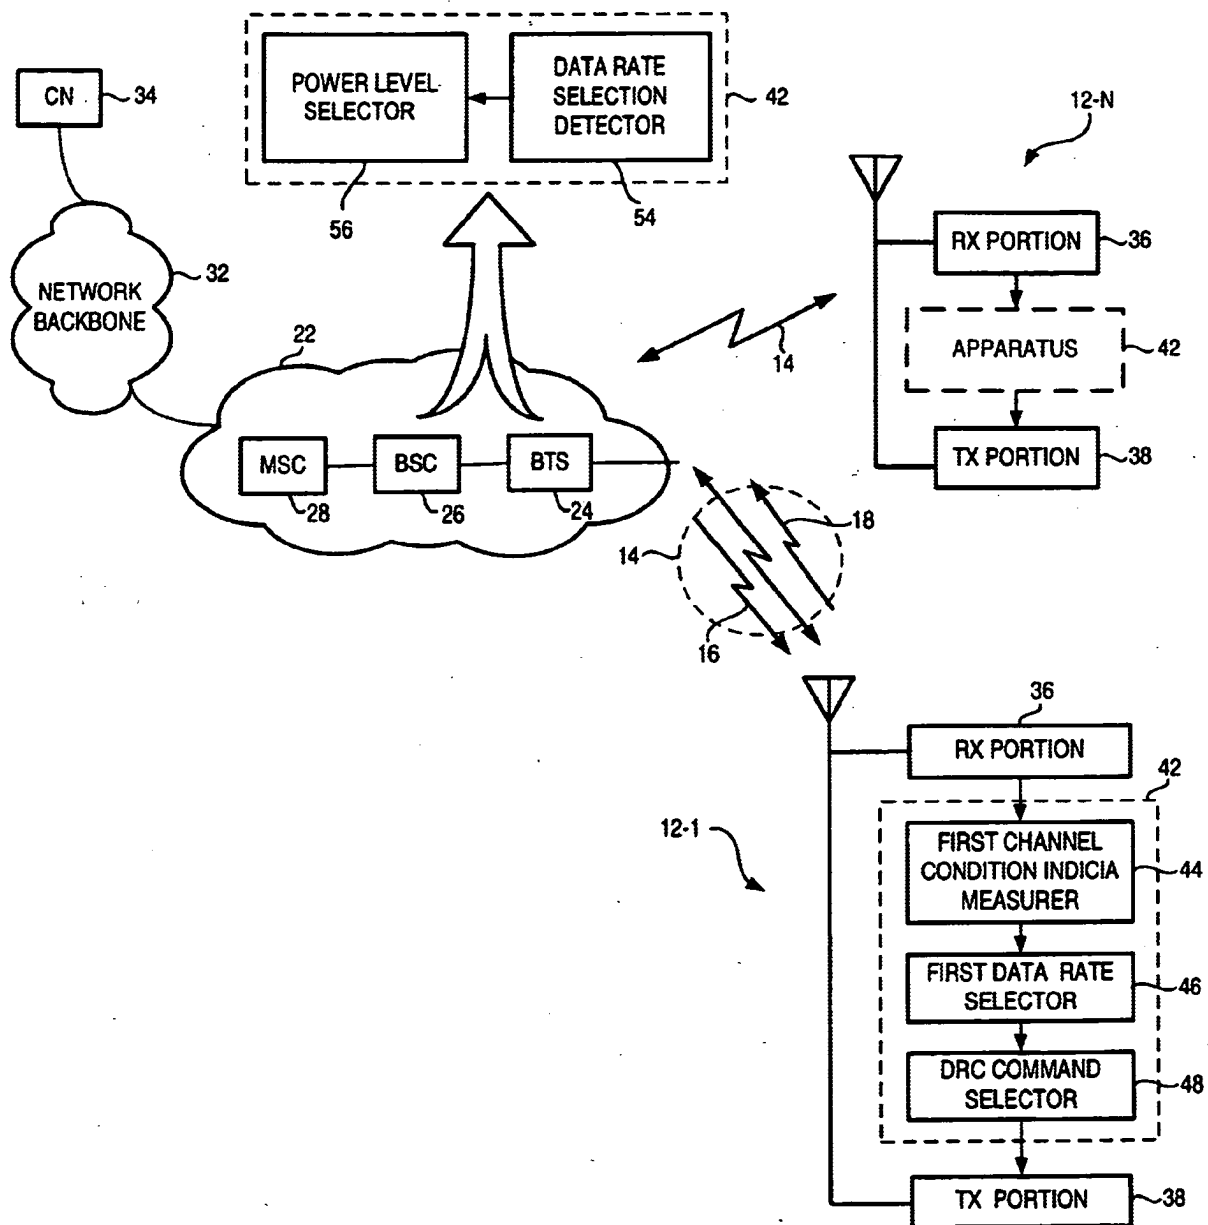 CN
34
POWER LEVEL
SELECTOR
56
DATA RATE
SELECTION
DETECTOR
54
42
12-N
NETWORK
BACKBONE
32
22
MSC
28
BSC
26
BTS
24
14
RX PORTION
36
APPARATUS
42
TX PORTION
38
14
18
16
36
RX PORTION
42
12-1
FIRST CHANNEL
CONDITION INDICIA
MEASURER
44
FIRST DATA RATE
SELECTOR
46
DRC COMMAND
SELECTOR
48
TX PORTION
38